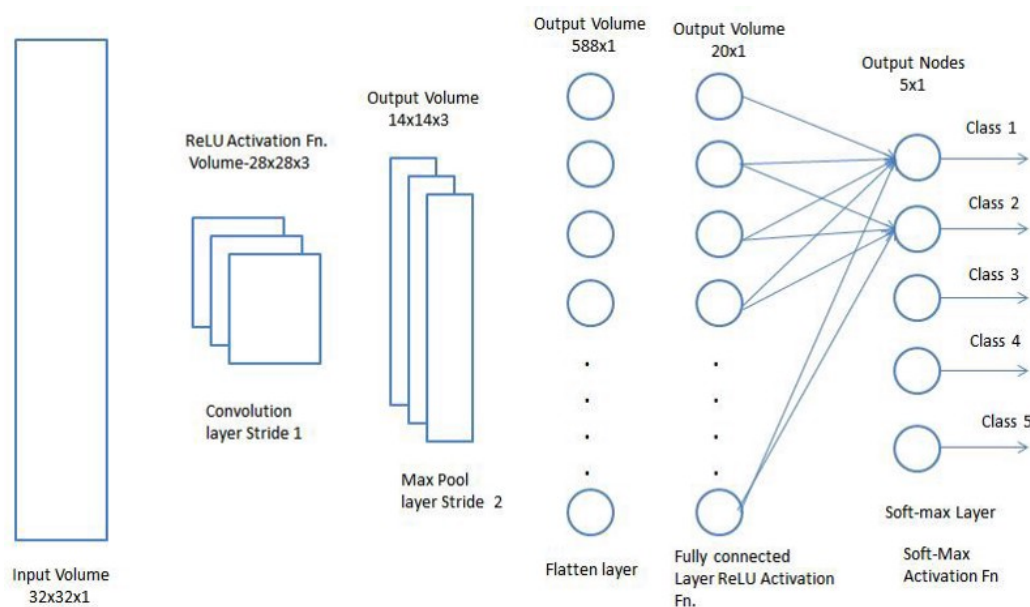 Input Volume
32x32x1
ReLU Activation Fn.
Volume-28x28x3
Convolution
layer Stride 1
Output Volume
14x14x3
Max Pool
layer Stride 2
Output Volume
588x1
Flatten layer
Output Volume
20x1
Fully connected
Layer ReLU Activation
Fn.
Output Nodes
5x1
Class 1
Class 2
Class 3
Class 4
Class 5
Soft-max Layer
Soft-Max
Activation Fn